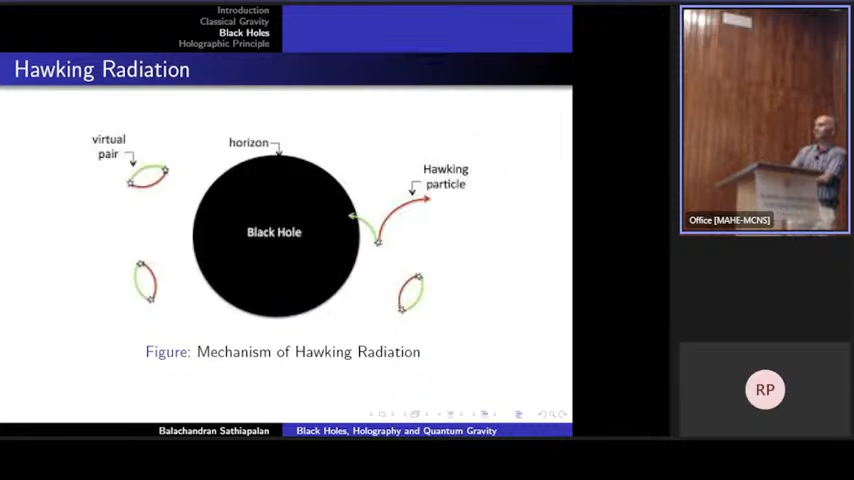 Introduction
Classical Gravity
Black Holes
Holographic Principle
Hawking Radiation
virtual
pair
horizon
Hawking
particle
Black Hole
Figure: Mechanism of Hawking Radiation
Balachandran Sathiapalan
Black Holes, Holography and Quantum Gravity
Office [MAHE-MCNS]
RP